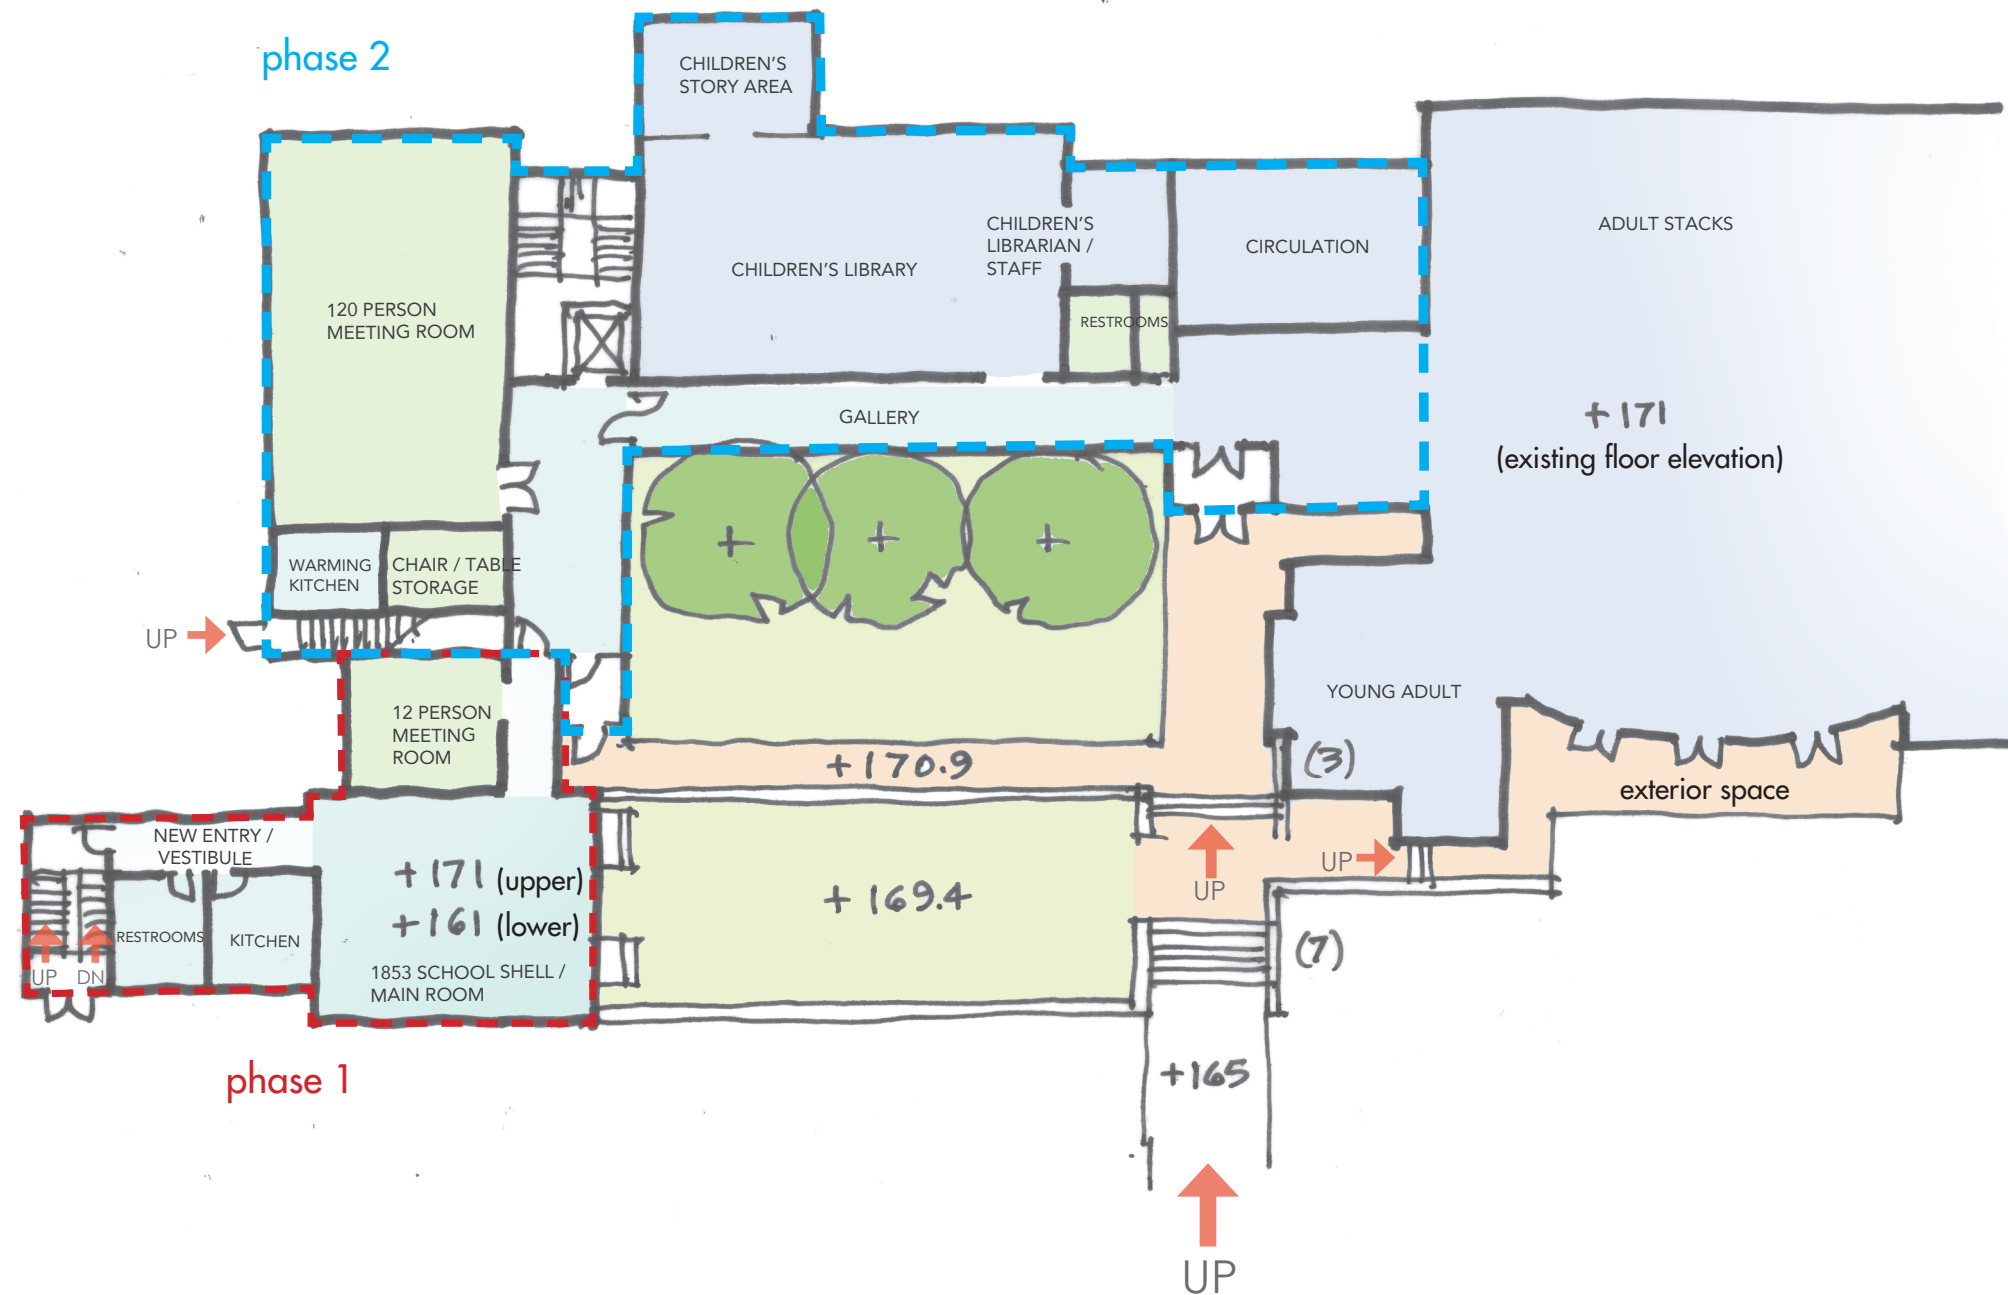 phase 2
CHILDREN'S
STORY AREA
ADULT STACKS
CHILDREN'S
LIBRARIAN /
STAFF
CIRCULATION
CHILDREN'S LIBRARY
120 PERSON
MEETING ROOM
RESTROOMS
GALLERY
+171
(existing floor elevation)
WARMING
KITCHEN
CHAIR / TABLE
STORAGE
UP
12 PERSON
MEETING
ROOM
YOUNG ADULT
+170.9
(3)
exterior space
NEW ENTRY /
VESTIBULE
+171 (upper)
+161 (lower)
+169.4
UP
UP
RESTROOMS
KITCHEN
(7)
UP
DN
1853 SCHOOL SHELL /
MAIN ROOM
phase 1
+165
UP